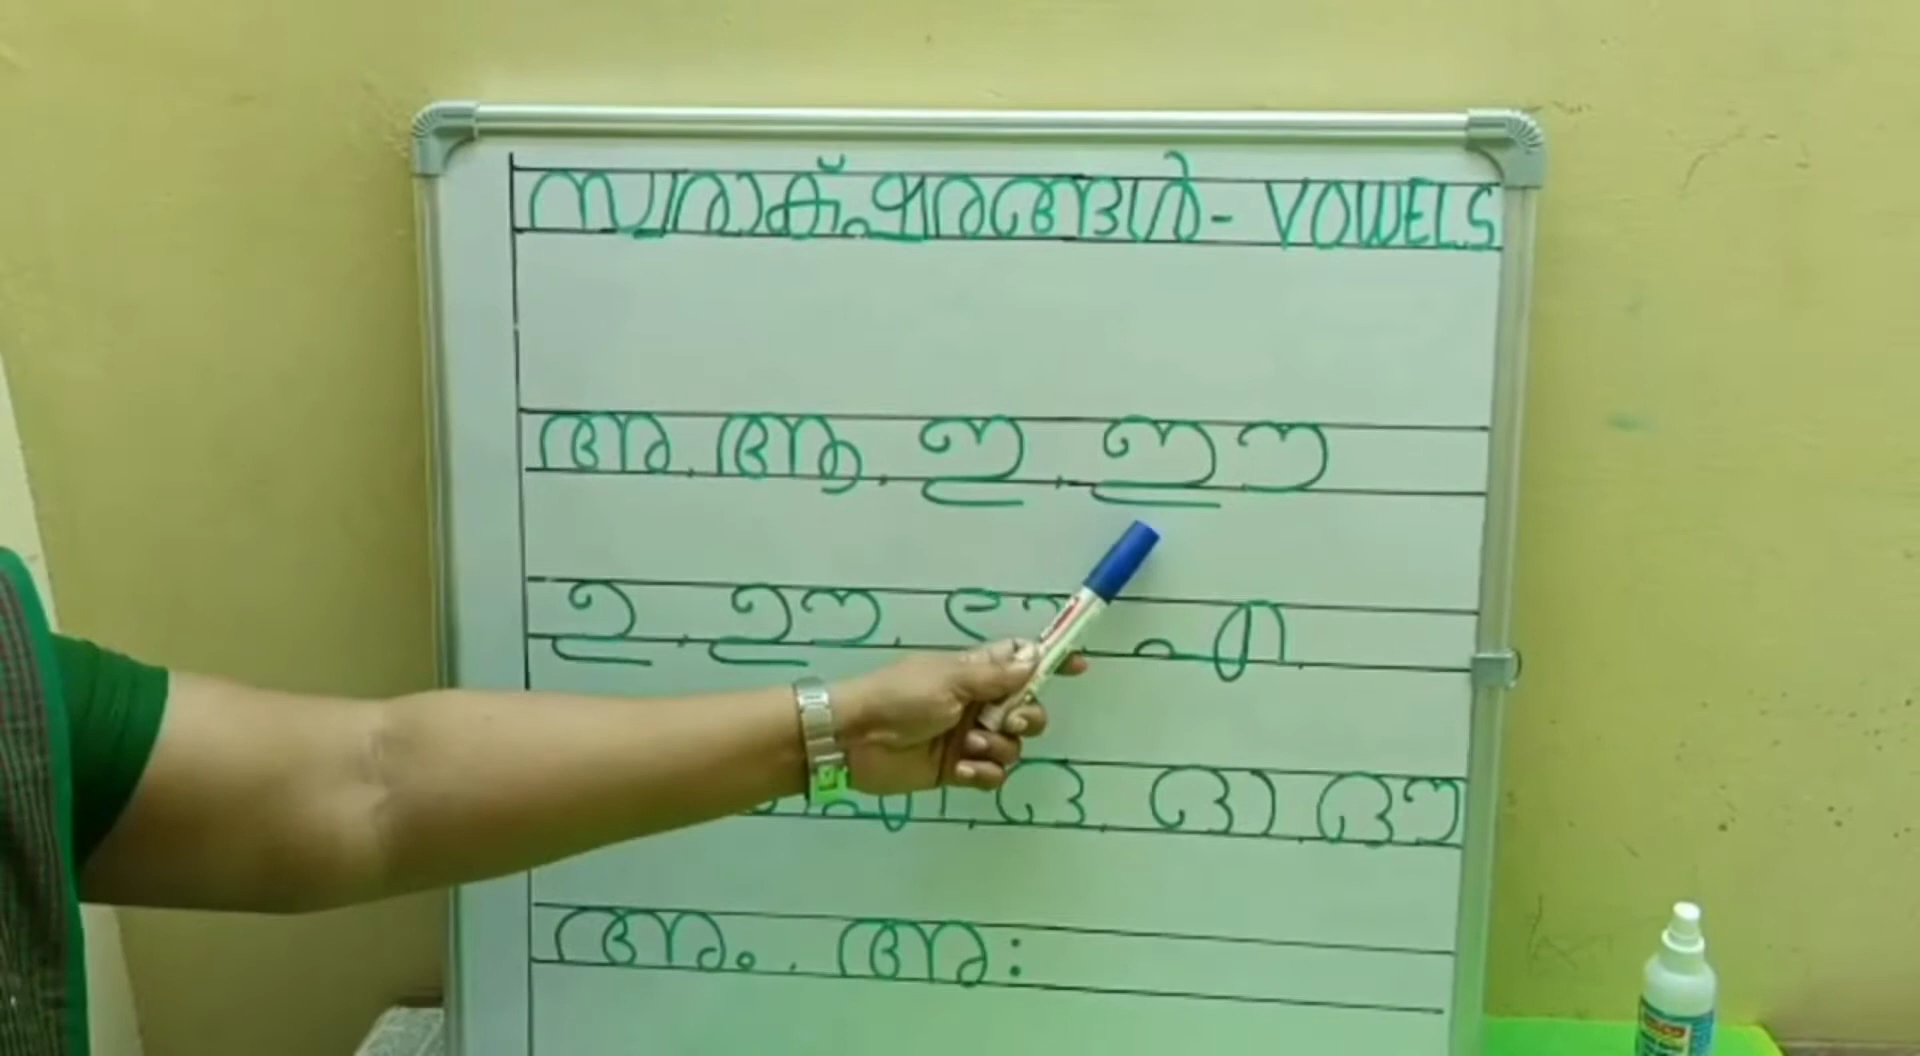 സ്വരാക്ഷരങ്ങൾ - VOWELS
അ, ആ, ഇ, ഈ
ഉ, ഊ, എ,
ഒ, ഓ, ഔ
അം, അഃ